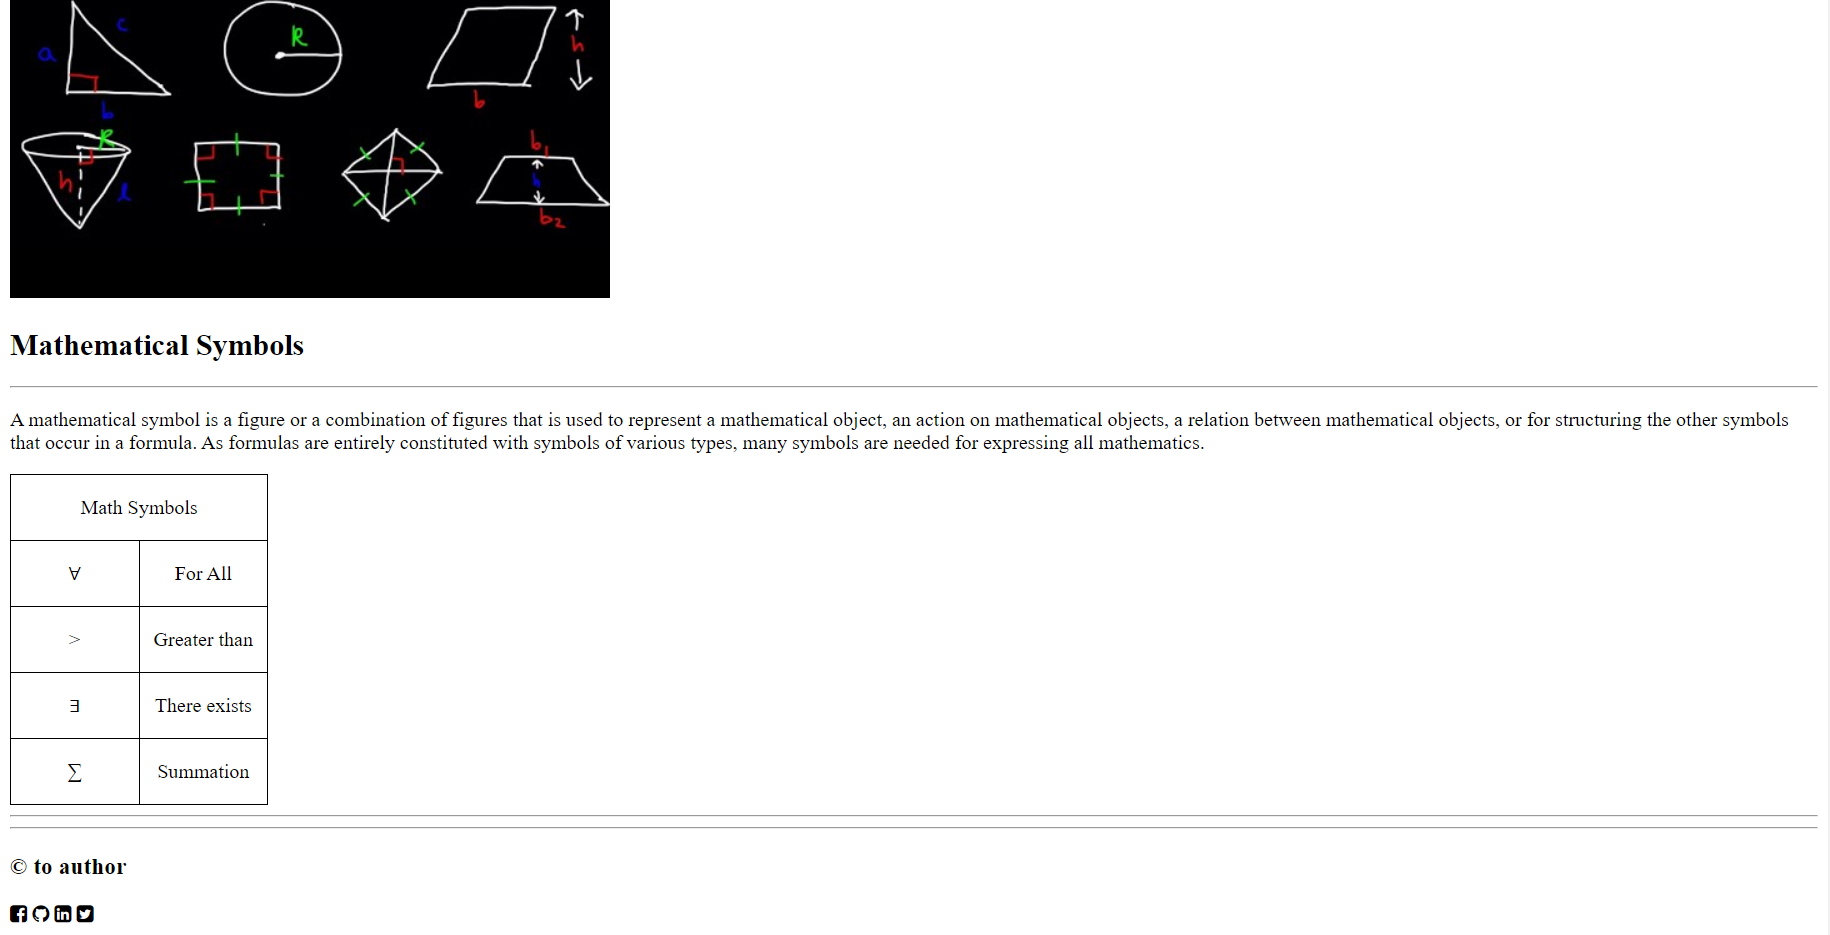 c
a
R
h
b
b
R
b₁
h
l
h
b₂
Mathematical Symbols
A mathematical symbol is a figure or a combination of figures that is used to represent a mathematical object, an action on mathematical objects, a relation between mathematical objects, or for structuring the other symbols
that occur in a formula. As formulas are entirely constituted with symbols of various types, many symbols are needed for expressing all mathematics.
Math Symbols
∀ For All
> Greater than
∃ There exists
∑ Summation
© to author